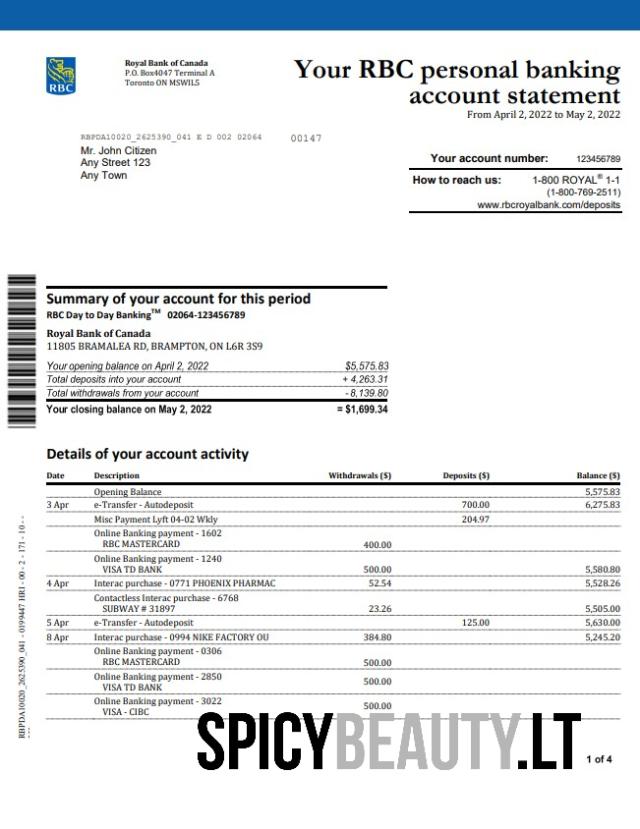 RBC
Royal Bank of Canada
P.O. Box4047 Terminal A
Toronto ON MSWIL5
Your RBC personal banking
account statement
From April 2, 2022 to May 2, 2022
RBPDA10020_2625390_041 E D 002 02064 00147
Mr. John Citizen
Any Street 123
Any Town
Your account number: 123456789
How to reach us: 1-800 ROYAL® 1-1
(1-800-769-2511)
www.rbcroyalbank.com/deposits
Summary of your account for this period
RBC Day to Day Banking™ 02064-123456789
Royal Bank of Canada
11805 BRAMALEA RD, BRAMPTON, ON L6R 3S9
Your opening balance on April 2, 2022 $5,575.83
Total deposits into your account + 4,263.31
Total withdrawals from your account - 8,139.80
Your closing balance on May 2, 2022 = $1,699.34
Details of your account activity
Date Description Withdrawals ($) Deposits ($) Balance ($)
Opening Balance 5,575.83
3 Apr e-Transfer - Autodeposit 700.00 6,275.83
Misc Payment Lyft 04-02 Wkly 204.97
Online Banking payment - 1602
RBC MASTERCARD 400.00
Online Banking payment - 1240
VISA TD BANK 500.00 5,580.80
4 Apr Interac purchase - 0771 PHOENIX PHARMAC 52.54 5,528.26
Contactless Interac purchase - 6768
SUBWAY # 31897 23.26 5,505.00
5 Apr e-Transfer - Autodeposit 125.00 5,630.00
8 Apr Interac purchase - 0994 NIKE FACTORY OU 384.80 5,245.20
Online Banking payment - 0306
RBC MASTERCARD 500.00
Online Banking payment - 2850
VISA TD BANK 500.00
Online Banking payment - 3022
VISA - CIBC 500.00
RBPDA10020_2625390_041 - 0199447 HRI - 00 - 2 - 171 - 10 - -
SPICYBEAUTY.LT
1 of 4